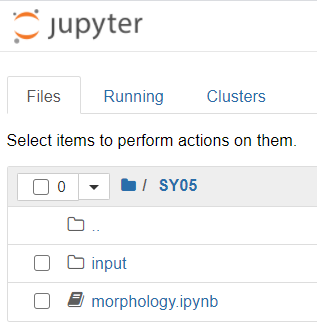 jupyter
Files Running Clusters
Select items to perform actions on them.
0 / SY05
..
input
morphology.ipynb